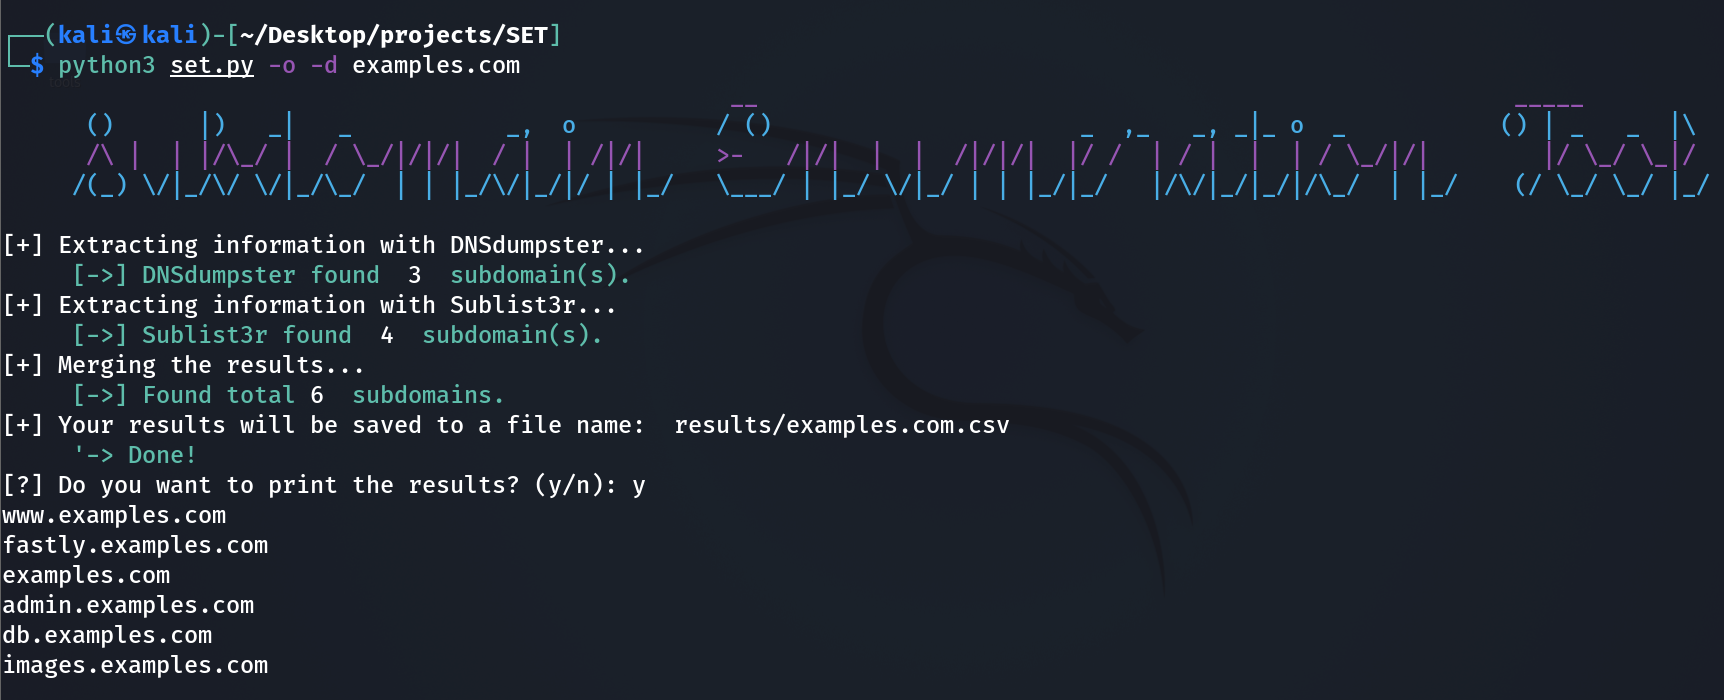 ┌──(kali㉿kali)-[~/Desktop/projects/SET]
└─$ python3 set.py -o -d examples.com
Subdomain Enumeration Tool
[+] Extracting information with DNSdumpster...
[->] DNSdumpster found 3 subdomain(s).
[+] Extracting information with Sublist3r...
[->] Sublist3r found 4 subdomain(s).
[+] Merging the results...
[->] Found total 6 subdomains.
[+] Your results will be saved to a file name: results/examples.com.csv
'-> Done!
[?] Do you want to print the results? (y/n): y
www.examples.com
fastly.examples.com
examples.com
admin.examples.com
db.examples.com
images.examples.com